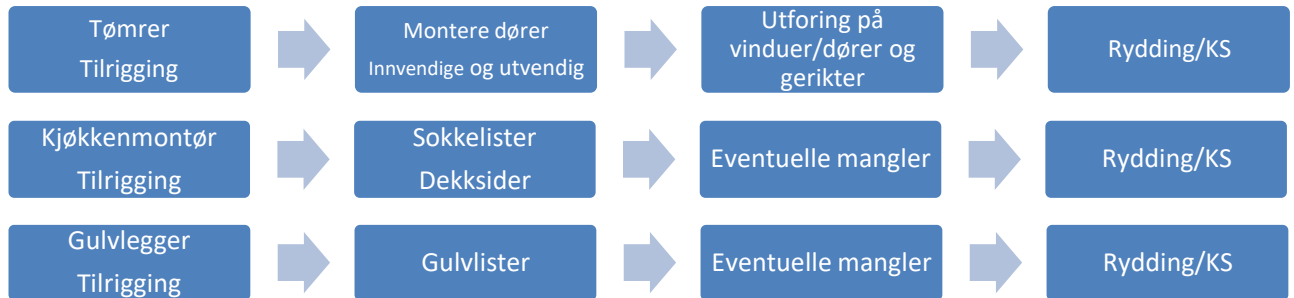 Tømrer
Tilrigging
Montere dører
Innvendige og utvendig
Utforing på
vinduer/dører og
gerikter
Rydding/KS
Kjøkkenmontør
Tilrigging
Sokkelister
Dekksider
Eventuelle mangler
Rydding/KS
Gulvlegger
Tilrigging
Gulvlister
Eventuelle mangler
Rydding/KS